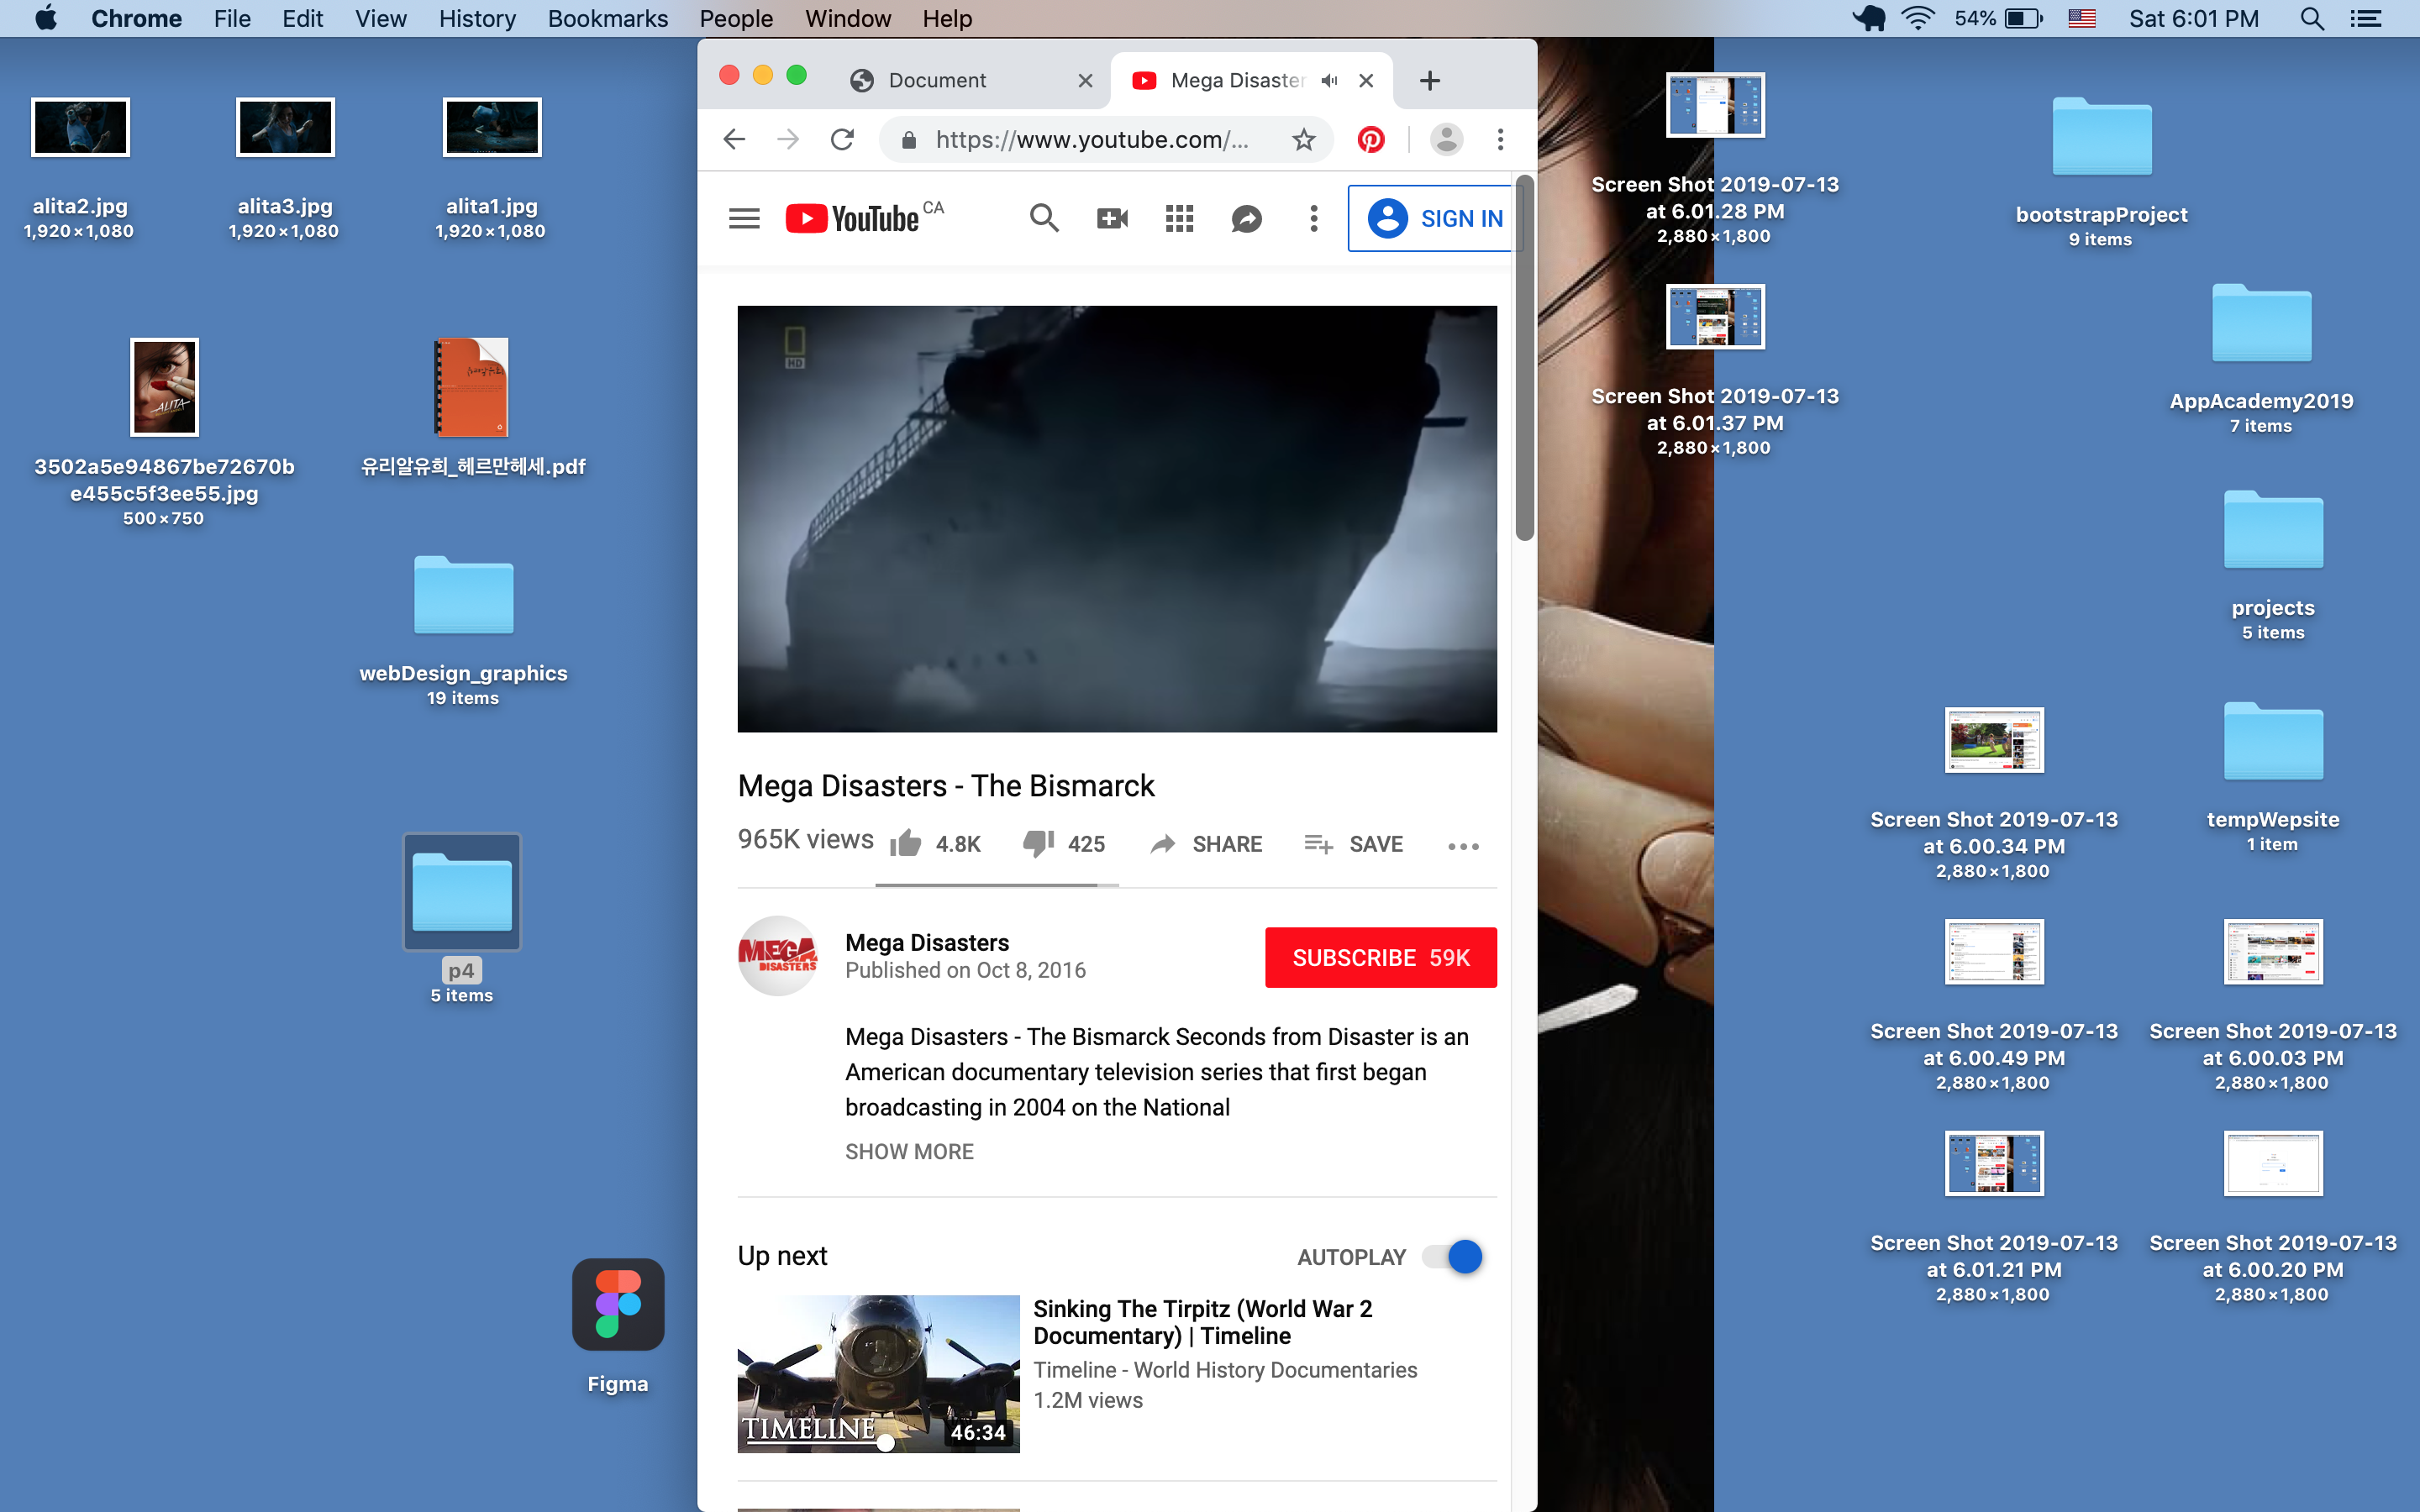 Chrome File Edit View History Bookmarks People Window Help
54% Sat 6:01 PM
Document
Mega Disaster
https://www.youtube.com/...
YouTube CA
SIGN IN
HD
Mega Disasters - The Bismarck
965K views 4.8K 425 SHARE SAVE
MEGA
DISASTERS
Mega Disasters
Published on Oct 8, 2016
SUBSCRIBE 59K
Mega Disasters - The Bismarck Seconds from Disaster is an
American documentary television series that first began
broadcasting in 2004 on the National
SHOW MORE
Up next
AUTOPLAY
TIMELINE
46:34
Sinking The Tirpitz (World War 2
Documentary) | Timeline
Timeline - World History Documentaries
1.2M views
alita2.jpg
1,920×1,080
alita3.jpg
1,920×1,080
alita1.jpg
1,920×1,080
ALITA
3502a5e94867be72670b
e455c5f3ee55.jpg
500×750
유리알유희_헤르만헤세.pdf
webDesign_graphics
19 items
p4
5 items
Figma
Screen Shot 2019-07-13
at 6.01.28 PM
2,880×1,800
Screen Shot 2019-07-13
at 6.01.37 PM
2,880×1,800
bootstrapProject
9 items
AppAcademy2019
7 items
projects
5 items
Screen Shot 2019-07-13
at 6.00.34 PM
2,880×1,800
tempWepsite
1 item
Screen Shot 2019-07-13
at 6.00.49 PM
2,880×1,800
Screen Shot 2019-07-13
at 6.00.03 PM
2,880×1,800
Screen Shot 2019-07-13
at 6.01.21 PM
2,880×1,800
Screen Shot 2019-07-13
at 6.00.20 PM
2,880×1,800